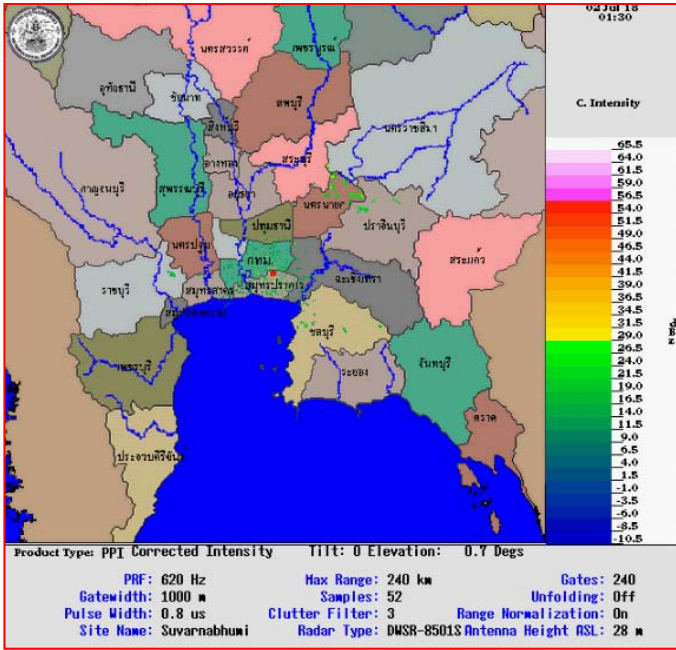 02 Jul 18
01:30
C. Intensity
นครสวรรค์
เพชรบูรณ์
อุทัยธานี
ชัยนาท
ลพบุรี
สิงห์บุรี
นครราชสีมา
อ่างทอง
สระบุรี
กาญจนบุรี
สุพรรณบุรี
อยุธยา
นครนายก
ปราจีนบุรี
ปทุมธานี
นครปฐม
กทม.
สระแก้ว
ฉะเชิงเทรา
ราชบุรี
สมุทรสาคร
สมุทรปราการ
ชลบุรี
เพชรบุรี
ระยอง
จันทบุรี
ตราด
ประจวบคีรีขันธ์
65.5
64.0
61.5
59.0
56.5
54.0
51.5
49.0
46.5
44.0
41.5
39.0
36.5
34.0
31.5
29.0
26.5
24.0
21.5
19.0
16.5
14.0
11.5
9.0
6.5
4.0
1.5
-1.0
-3.5
-6.0
-8.5
-10.5
Product Type: PPI Corrected Intensity Tilt: 0 Elevation: 0.7 Degs
PRF: 620 Hz Max Range: 240 km Gates: 240
Gatewidth: 1000 m Samples: 52 Unfolding: Off
Pulse Width: 0.8 us Clutter Filter: 3 Range Normalization: On
Site Name: Suvarnabhumi Radar Type: DWSR-8501S Antenna Height ASL: 28 m